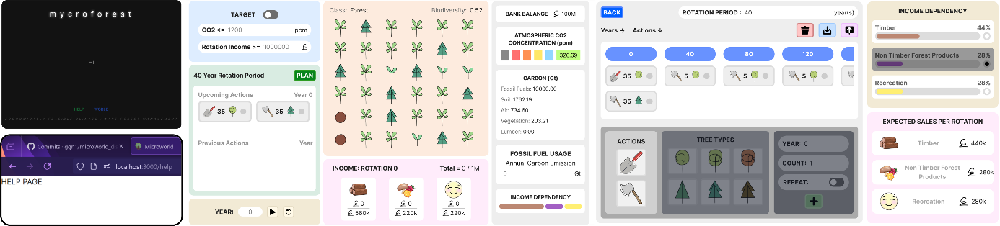 mycroforest
Hi
HELP WORLD
Commits · ggn1/microworld_d
Microworld
localhost:3000/help
HELP PAGE
TARGET
CO2 <= 1200 ppm
Rotation Income >= 1000000
40 Year Rotation Period PLAN
Upcoming Actions Year 0
35 35
Previous Actions Year
YEAR: 0
Class: Forest Biodiversity: 0.52
INCOME: ROTATION 0 Total = 0 / 1M
0 0 0
560k 220k 220k
BANK BALANCE 100M
ATMOSPHERIC CO2
CONCENTRATION (ppm)
326.69
CARBON (Gt)
Fossil Fuels: 10000.00
Soil: 1762.19
Air: 734.60
Vegetation: 203.21
Lumber: 0.00
FOSSIL FUEL USAGE
Annual Carbon Emission
0 Gt
INCOME DEPENDENCY
BACK ROTATION PERIOD : 40 year(s)
Years → Actions ↓
0 40 80 120
35 5 5 5
35
ACTIONS TREE TYPES
YEAR: 0
COUNT: 1
REPEAT:
INCOME DEPENDENCY
Timber 44%
Non Timber Forest Products 28%
Recreation 28%
EXPECTED SALES PER ROTATION
Timber 440k
Non Timber Forest
Products 280k
Recreation 280k